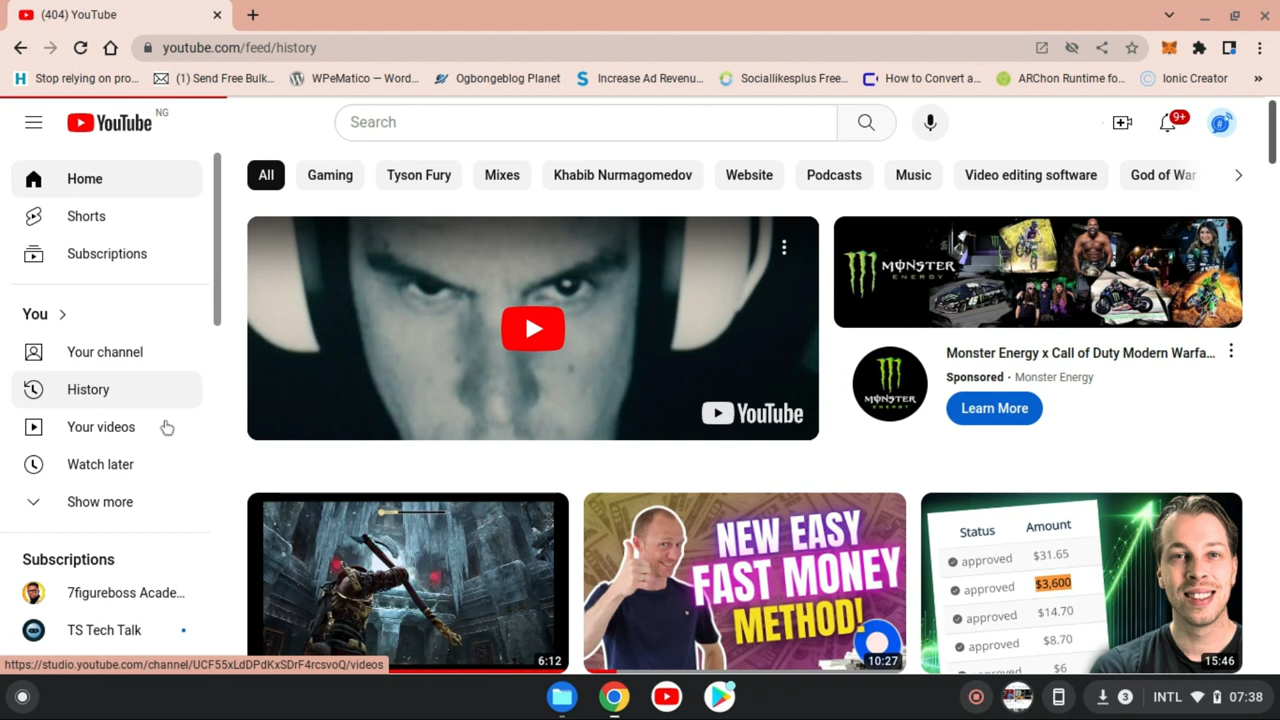 (404) YouTube
youtube.com/feed/history
Stop relying on pro...
(1) Send Free Bulk...
WPeMatico — Word...
Ogbongeblog Planet
Increase Ad Revenu...
Sociallikesplus Free...
How to Convert a...
ARChon Runtime fo...
Ionic Creator
»
YouTube NG
Search
9+
Home
Shorts
Subscriptions
You
Your channel
History
Your videos
Watch later
Show more
Subscriptions
7figureboss Acade...
TS Tech Talk
All
Gaming
Tyson Fury
Mixes
Khabib Nurmagomedov
Website
Podcasts
Music
Video editing software
God of War
YouTube
MONSTER
ENERGY
MONSTER
ENERGY
Monster Energy x Call of Duty Modern Warfa...
Sponsored · Monster Energy
Learn More
6:12
NEW EASY
FAST MONEY
METHOD!
10:27
Status Amount
approved $31.65
approved $3,600
approved $14.70
approved $8.70
$6
15:46
https://studio.youtube.com/channel/UCF55xLdDPdKxSDrF4rcsvoQ/videos
3
INTL
07:38